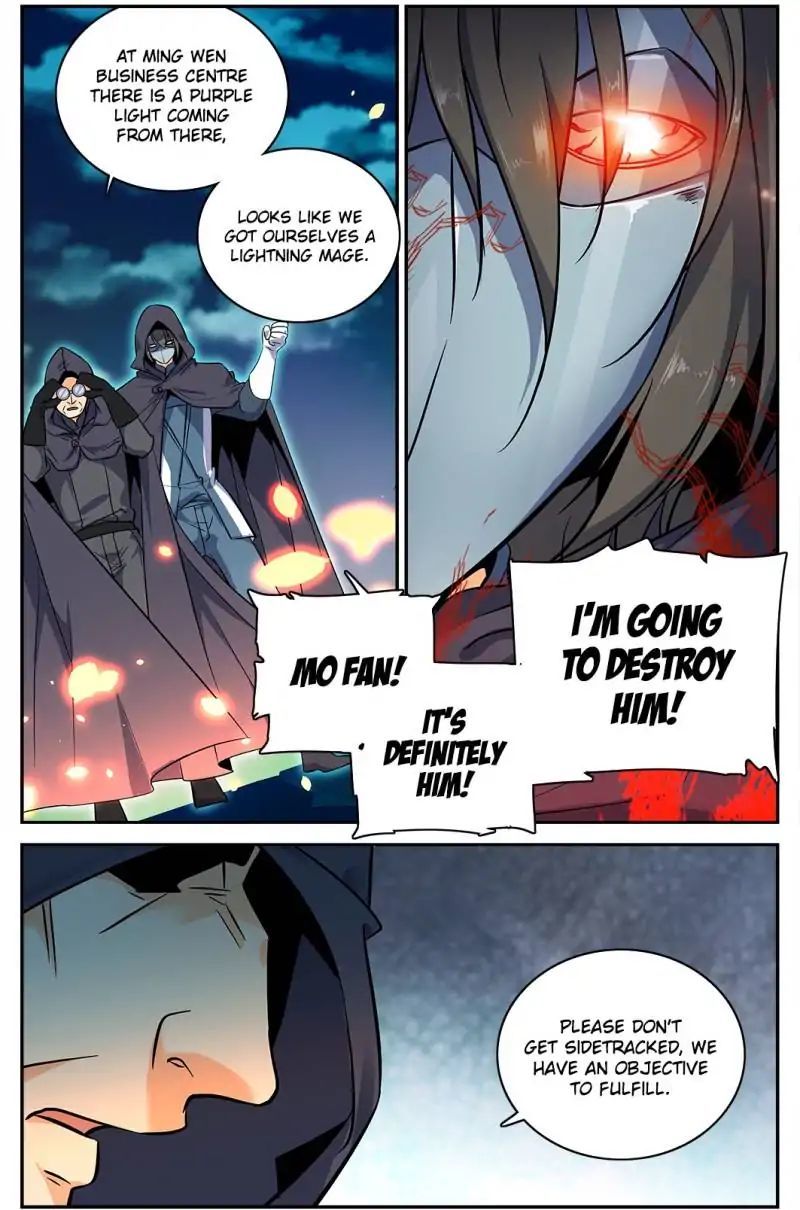 AT MING WEN
BUSINESS CENTRE
THERE IS A PURPLE
LIGHT COMING
FROM THERE,
LOOKS LIKE WE
GOT OURSELVES A
LIGHTNING MAGE.
MO FAN!
IT'S
DEFINITELY
HIM!
I'M GOING
TO DESTROY
HIM!
PLEASE DON'T
GET SIDETRACKED, WE
HAVE AN OBJECTIVE
TO FULFILL.